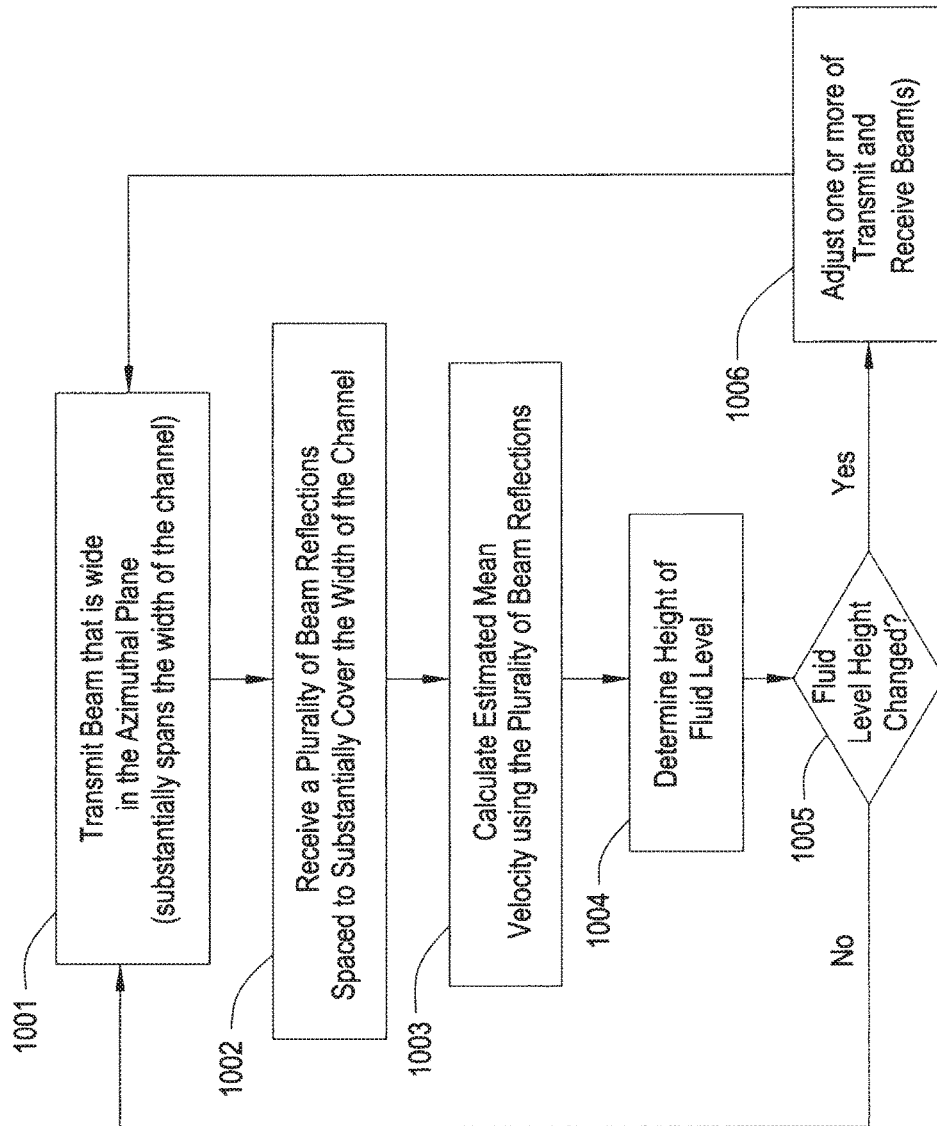 1001
Transmit Beam that is wide
in the Azimuthal Plane
(substantially spans the width of the channel)
1002
Receive a Plurality of Beam Reflections
Spaced to Substantially Cover the Width of the Channel
1003
Calculate Estimated Mean
Velocity using the Plurality of Beam Reflections
1004
Determine Height of
Fluid Level
1005
Fluid
Level Height
Changed?
No
Yes
1006
Adjust one or more of
Transmit and
Receive Beam(s)